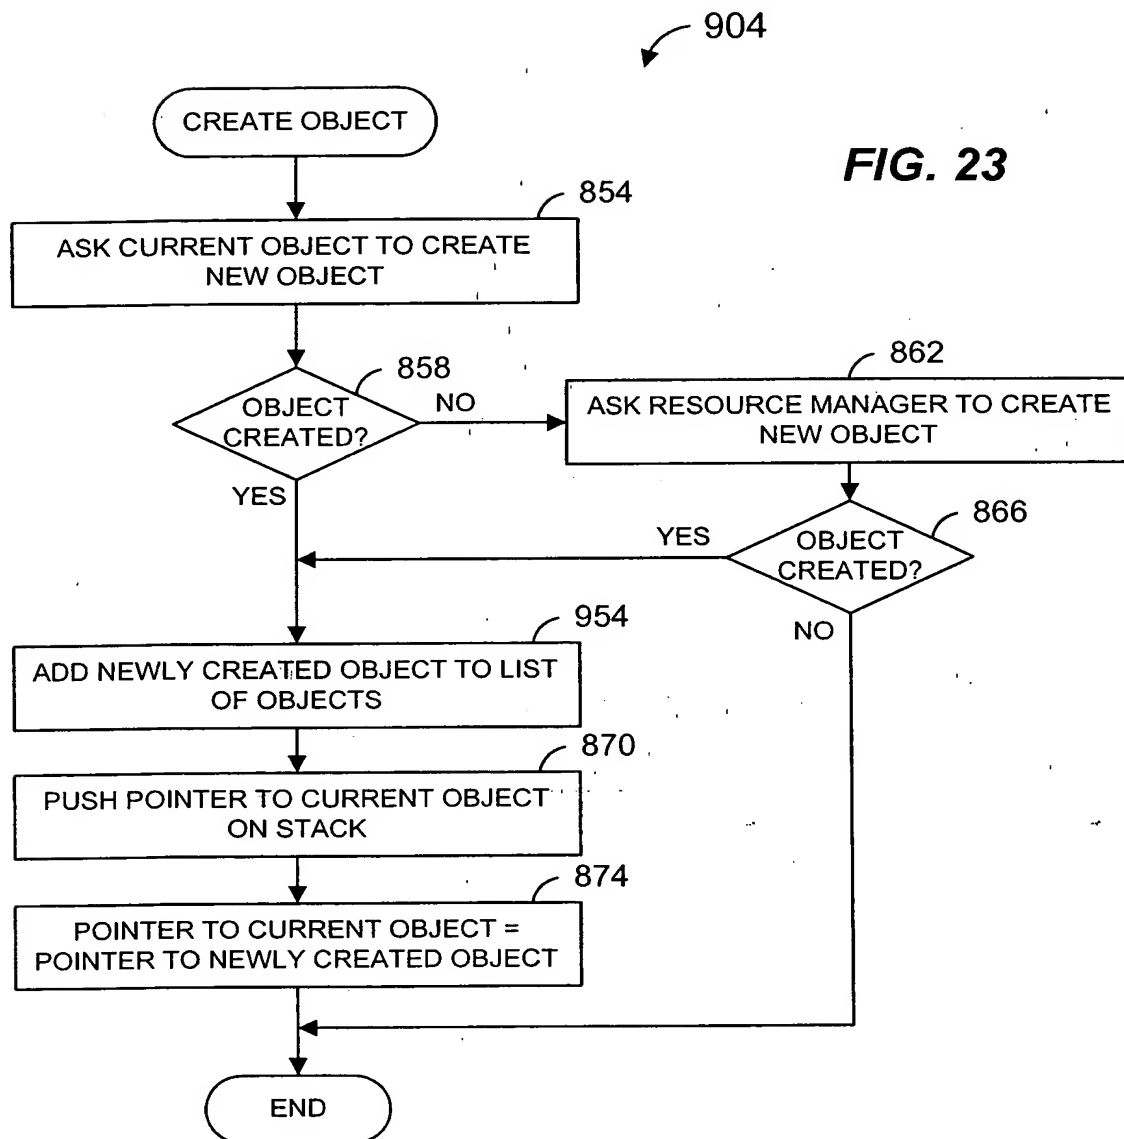 904
CREATE OBJECT
FIG. 23
854
ASK CURRENT OBJECT TO CREATE
NEW OBJECT
858
OBJECT
CREATED?
NO
862
ASK RESOURCE MANAGER TO CREATE
NEW OBJECT
YES
866
OBJECT
CREATED?
YES
NO
954
ADD NEWLY CREATED OBJECT TO LIST
OF OBJECTS
870
PUSH POINTER TO CURRENT OBJECT
ON STACK
874
POINTER TO CURRENT OBJECT =
POINTER TO NEWLY CREATED OBJECT
END